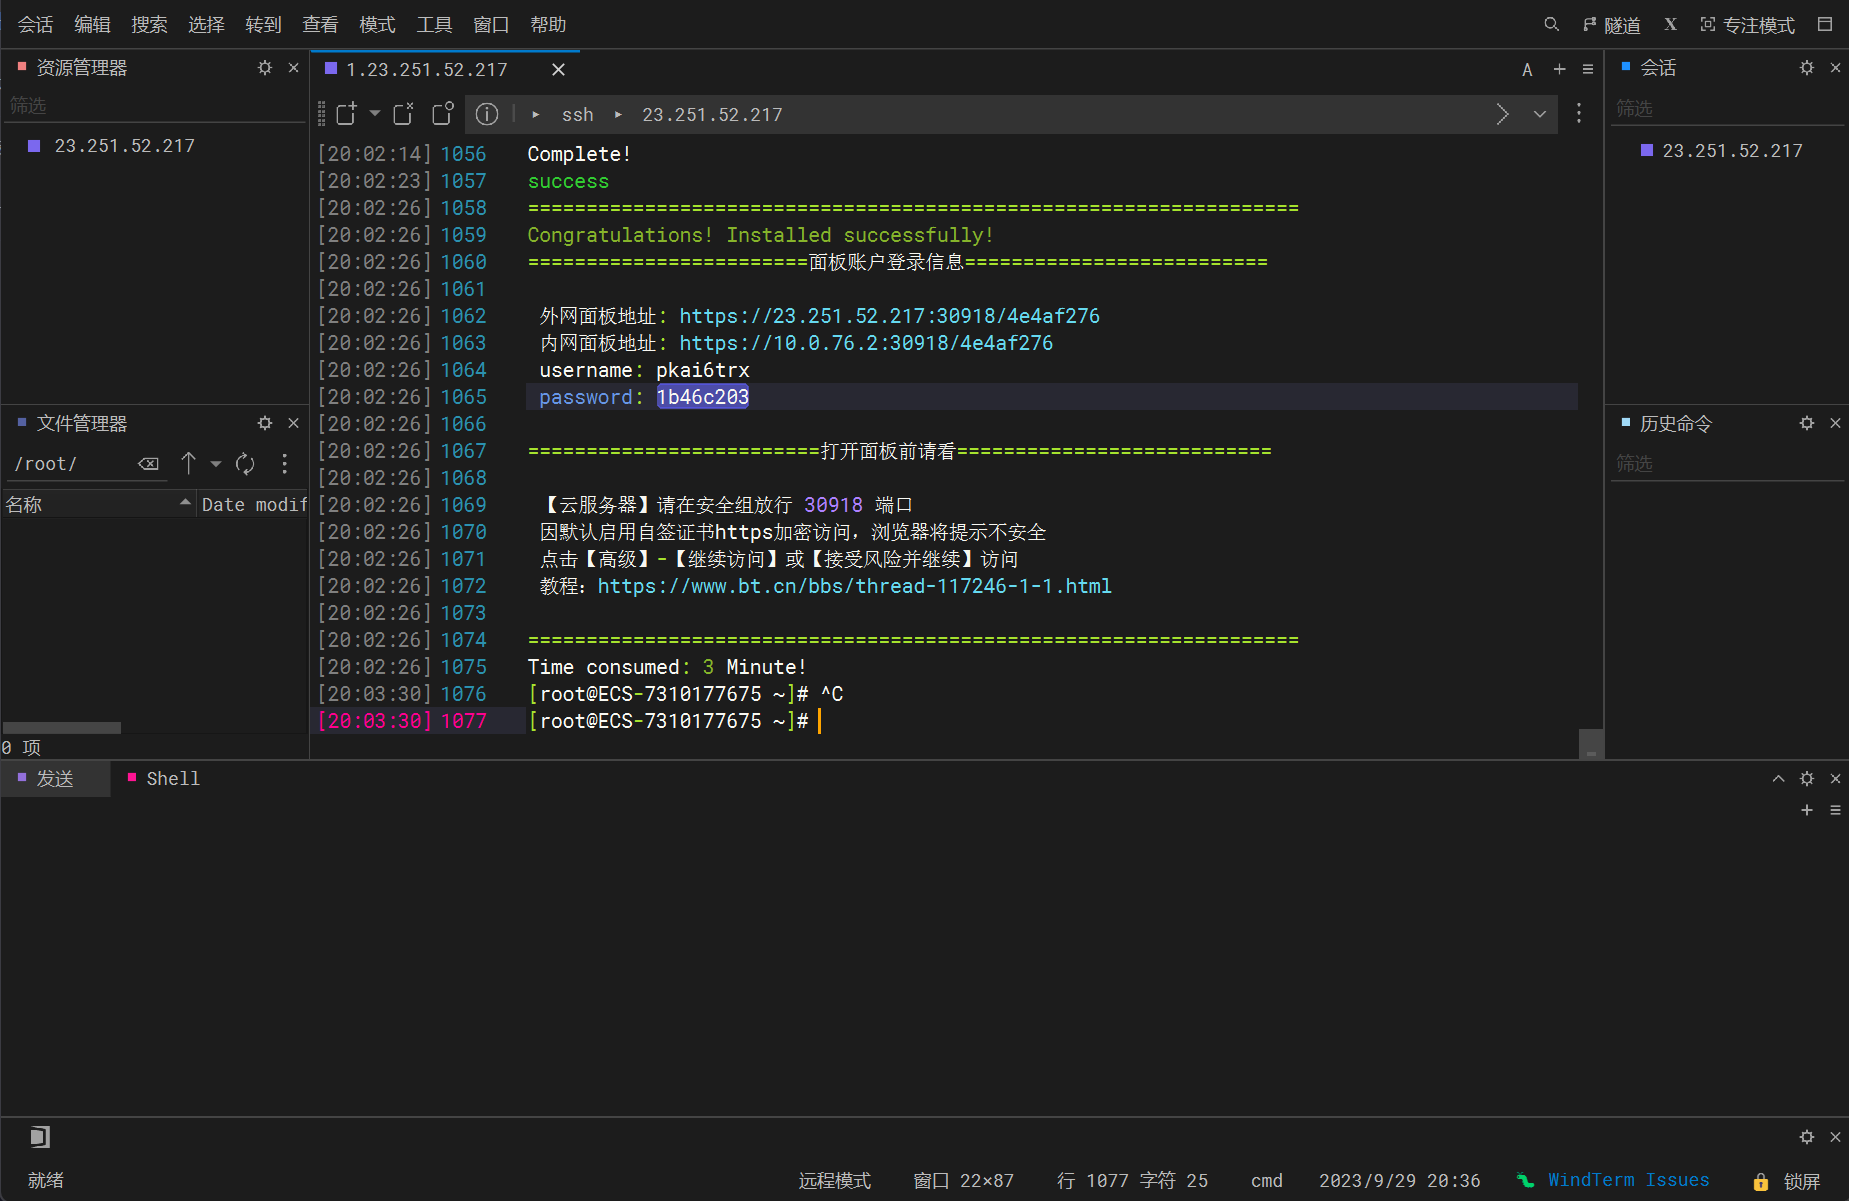 会话 编辑 搜索 选择 转到 查看 模式 工具 窗口 帮助 隧道 X 专注模式
资源管理器
筛选
23.251.52.217
文件管理器
/root/
名称 Date modif
0 项
1.23.251.52.217 A
ssh 23.251.52.217
[20:02:14] 1056 Complete!
[20:02:23] 1057 success
[20:02:26] 1058 ==================================================================
[20:02:26] 1059 Congratulations! Installed successfully!
[20:02:26] 1060 ========================面板账户登录信息==========================
[20:02:26] 1061
[20:02:26] 1062 外网面板地址: https://23.251.52.217:30918/4e4af276
[20:02:26] 1063 内网面板地址: https://10.0.76.2:30918/4e4af276
[20:02:26] 1064 username: pkai6trx
[20:02:26] 1065 password: 1b46c203
[20:02:26] 1066
[20:02:26] 1067 =========================打开面板前请看===========================
[20:02:26] 1068
[20:02:26] 1069 【云服务器】请在安全组放行 30918 端口
[20:02:26] 1070 因默认启用自签证书https加密访问，浏览器将提示不安全
[20:02:26] 1071 点击【高级】-【继续访问】或【接受风险并继续】访问
[20:02:26] 1072 教程：https://www.bt.cn/bbs/thread-117246-1-1.html
[20:02:26] 1073
[20:02:26] 1074 ==================================================================
[20:02:26] 1075 Time consumed: 3 Minute!
[20:03:30] 1076 [root@ECS-7310177675 ~]# ^C
[20:03:30] 1077 [root@ECS-7310177675 ~]#
会话
筛选
23.251.52.217
历史命令
筛选
发送 Shell
就绪 远程模式 窗口 22×87 行 1077 字符 25 cmd 2023/9/29 20:36 WindTerm Issues 锁屏